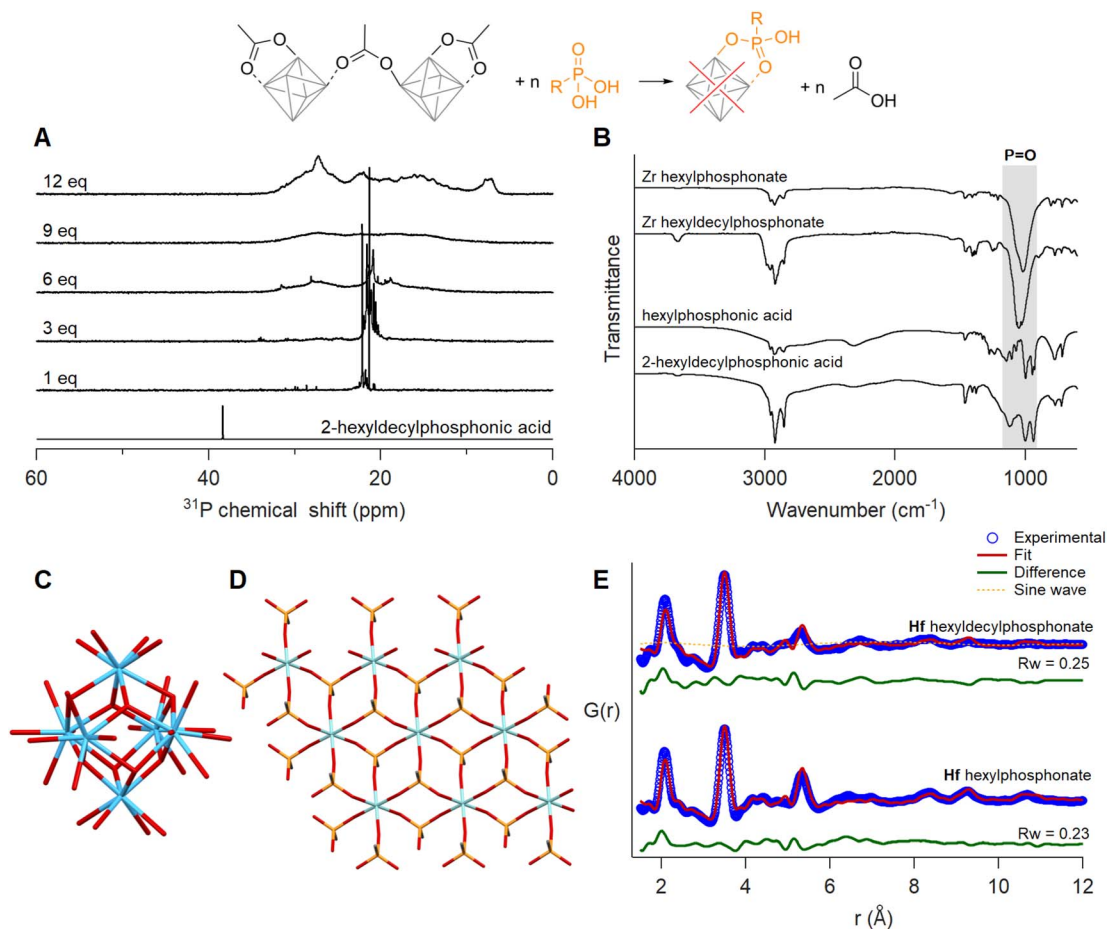 O O O O O O
+ n
O
R P OH
OH
R
O P OH
O
+ n
O
OH
A
12 eq
9 eq
6 eq
3 eq
1 eq
2-hexyldecylphosphonic acid
60 40 20 0
31P chemical shift (ppm)
B
P=O
Zr hexylphosphonate
Zr hexyldecylphosphonate
hexylphosphonic acid
2-hexyldecylphosphonic acid
Transmittance
4000 3000 2000 1000
Wavenumber (cm-1)
C
D
E
Experimental
Fit
Difference
Sine wave
Hf hexyldecylphosphonate
Rw = 0.25
G(r)
Hf hexylphosphonate
Rw = 0.23
2 4 6 8 10 12
r (Å)